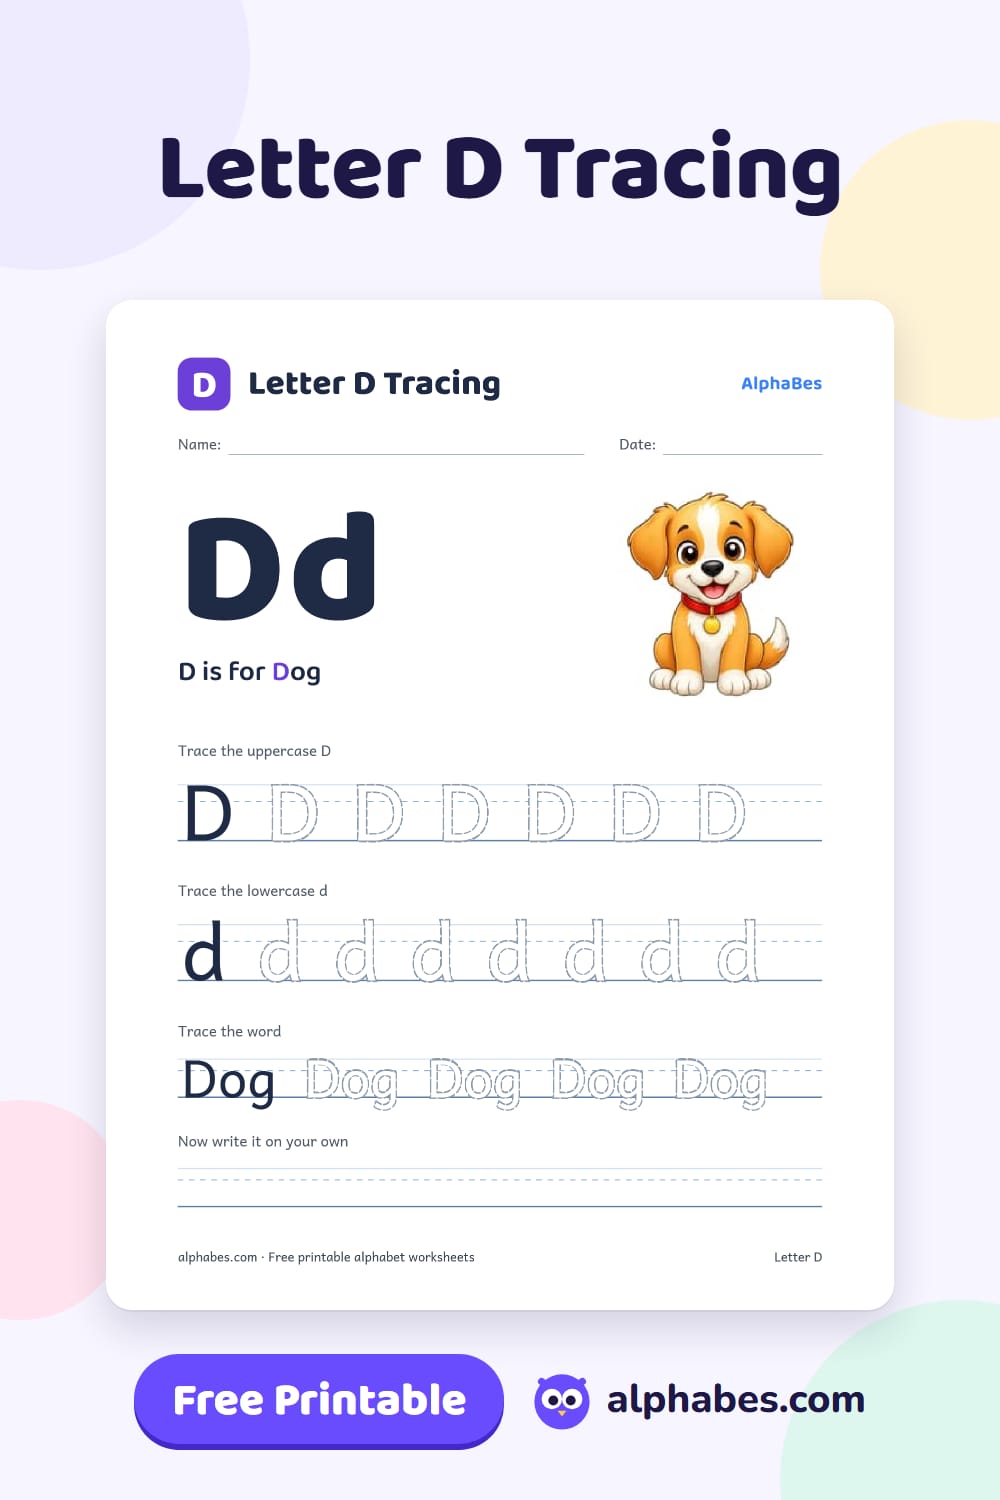 Letter D Tracing
D Letter D Tracing AlphaBes
Name: Date:
Dd
D is for Dog
Trace the uppercase D
D D D D D D D
Trace the lowercase d
d d d d d d d d
Trace the word
Dog Dog Dog Dog Dog
Now write it on your own
alphabes.com · Free printable alphabet worksheets Letter D
Free Printable alphabes.com